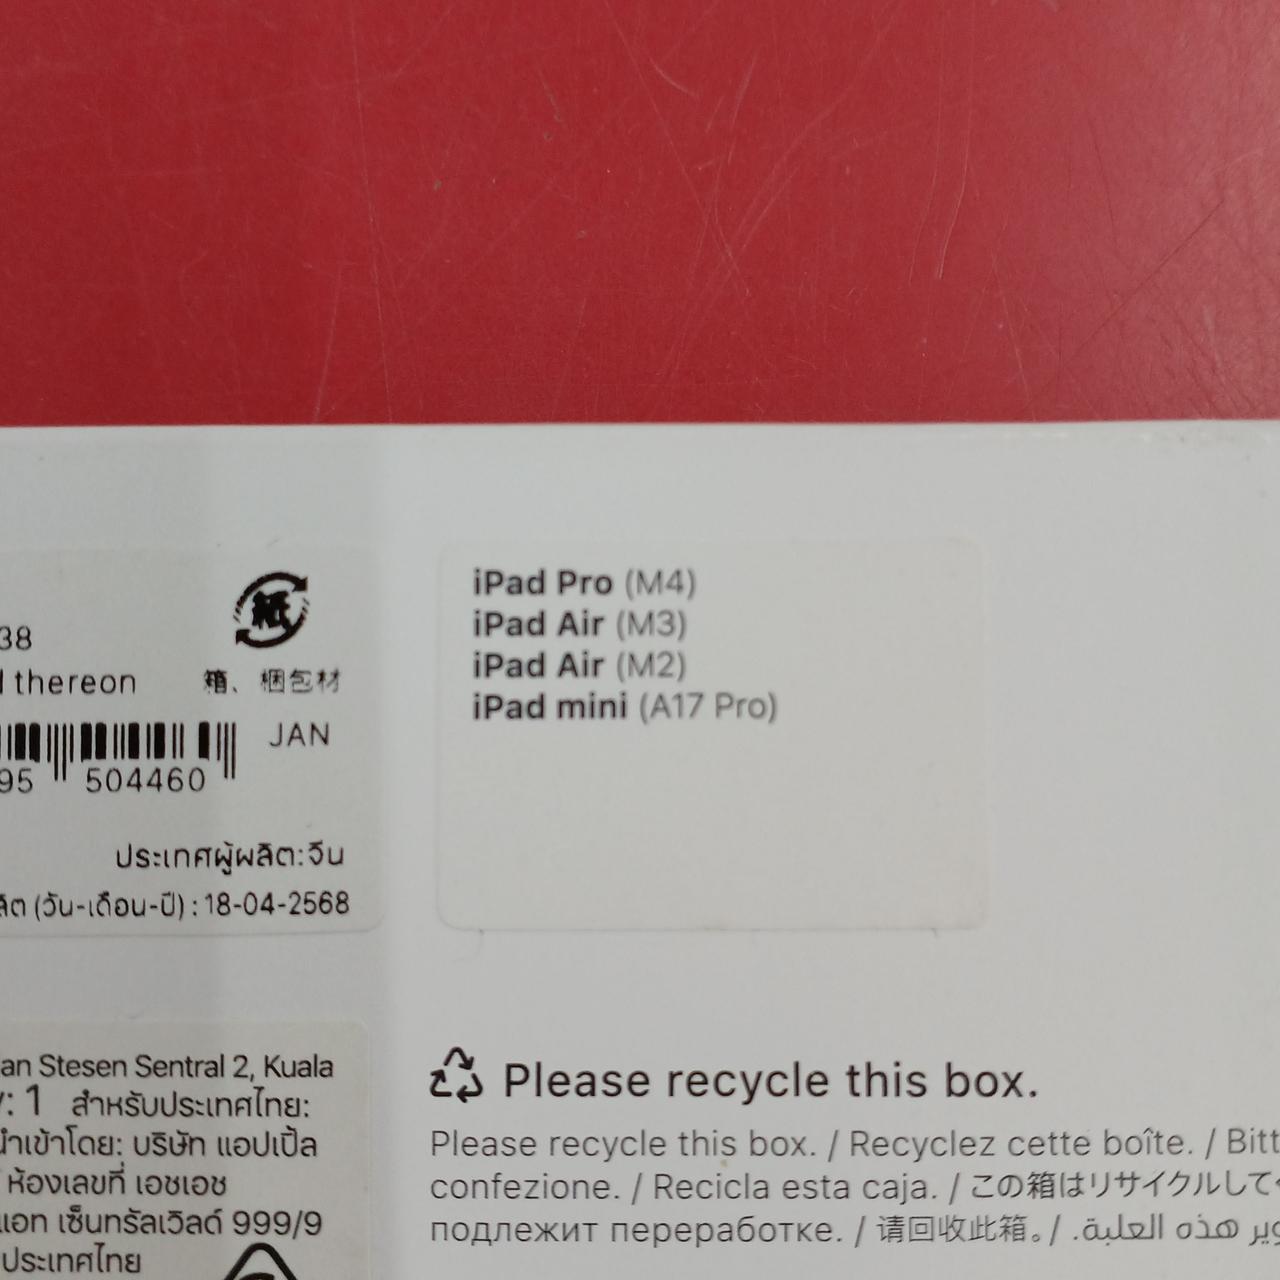 38
thereon
紙
箱、梱包材
JAN
95 504460
ประเทศผู้ผลิต:จีน
ลิต (วัน-เดือน-ปี) : 18-04-2568
iPad Pro (M4)
iPad Air (M3)
iPad Air (M2)
iPad mini (A17 Pro)
an Stesen Sentral 2, Kuala
: 1 สำหรับประเทศไทย:
นำเข้าโดย: บริษัท แอปเปิ้ล
ห้องเลขที่ เอชเอช
แอท เซ็นทรัลเวิลด์ 999/9
ประเทศไทย
Please recycle this box.
Please recycle this box. / Recyclez cette boîte. / Bitt
confezione. / Recicla esta caja. / この箱はリサイクルして
подлежит переработке. / 请回收此箱。/ .هذه العلبة